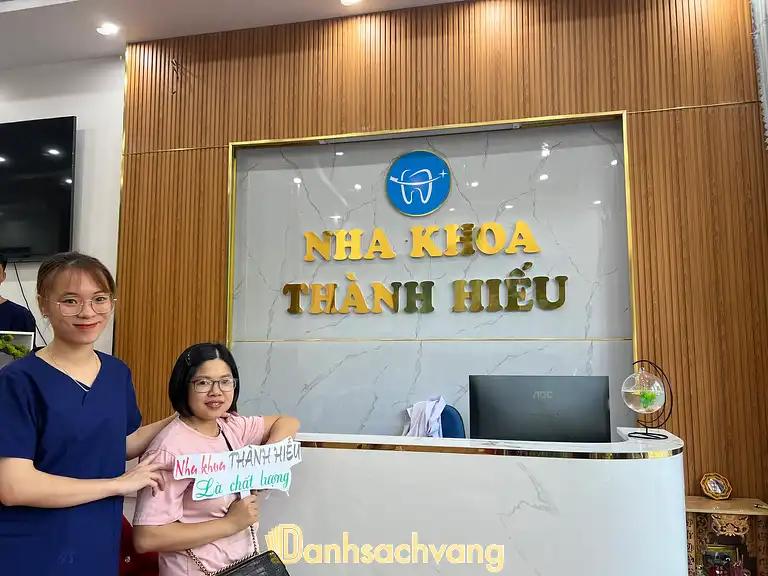 NHA KHOA
THÀNH HIẾU
AOC
Nha khoa THÀNH HIẾU
Là chất lượng
Danhsachvang